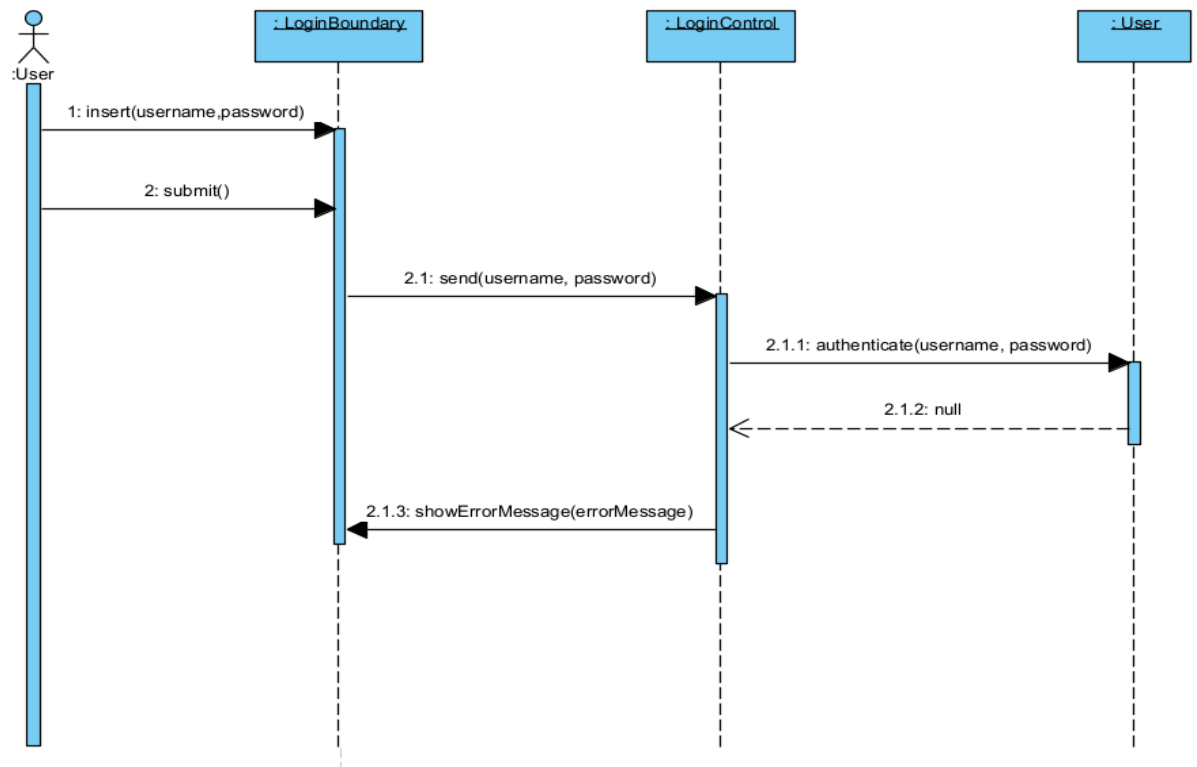 : LoginBoundary
: LoginControl
: User
:User
1: insert(username,password)
2: submit()
2.1: send(username, password)
2.1.1: authenticate(username, password)
2.1.2: null
2.1.3: showErrorMessage(errorMessage)